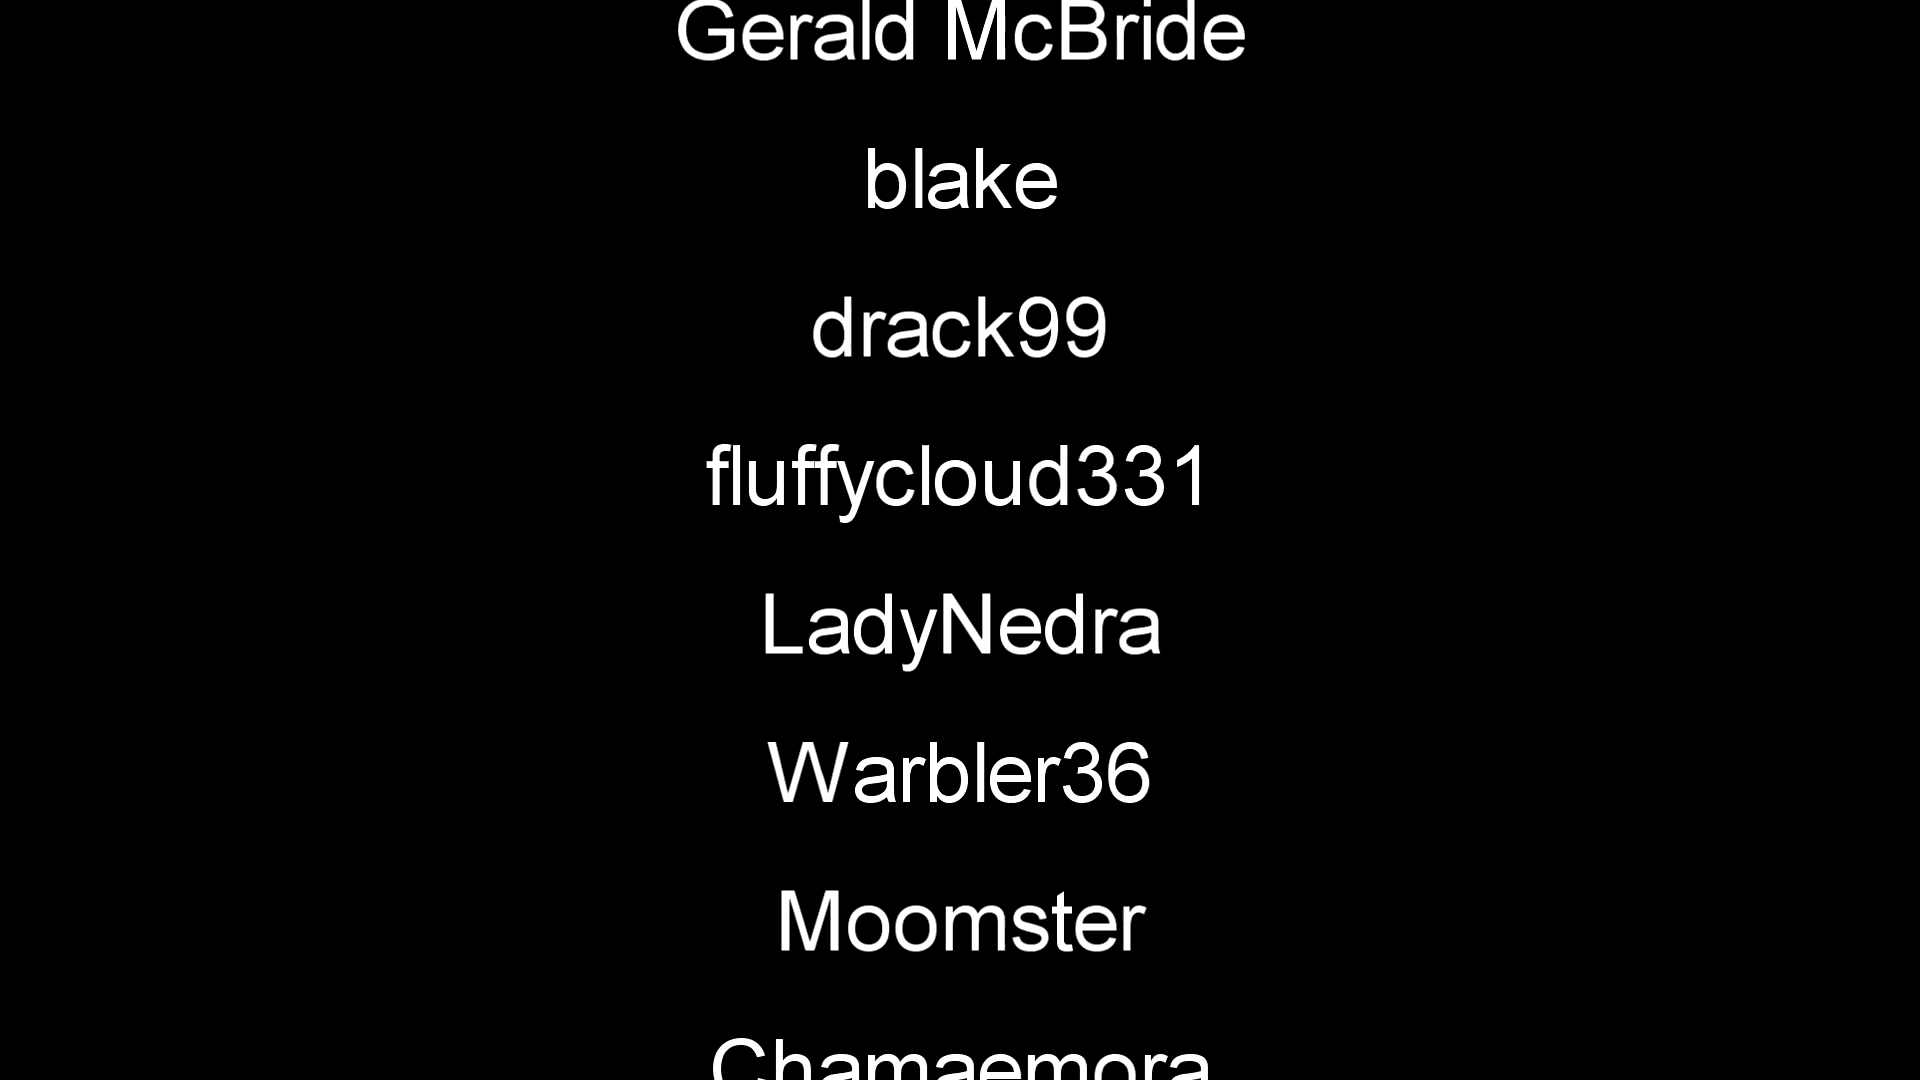 Gerald McBride
blake
drack99
fluffycloud331
LadyNedra
Warbler36
Moomster
Chamaemora